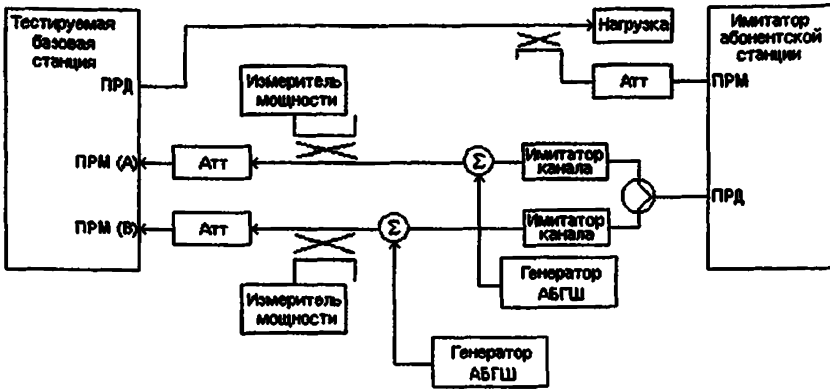 Тестируемая
базовая
станция
ПРД
ПРМ (А)
ПРМ (В)
Измеритель
мощности
Атт
Атт
Измеритель
мощности
Σ
Σ
Имитатор
канала
Имитатор
канала
Генератор
АБГШ
Генератор
АБГШ
Нагрузка
Атт
Имитатор
абонентской
станции
ПРМ
ПРД